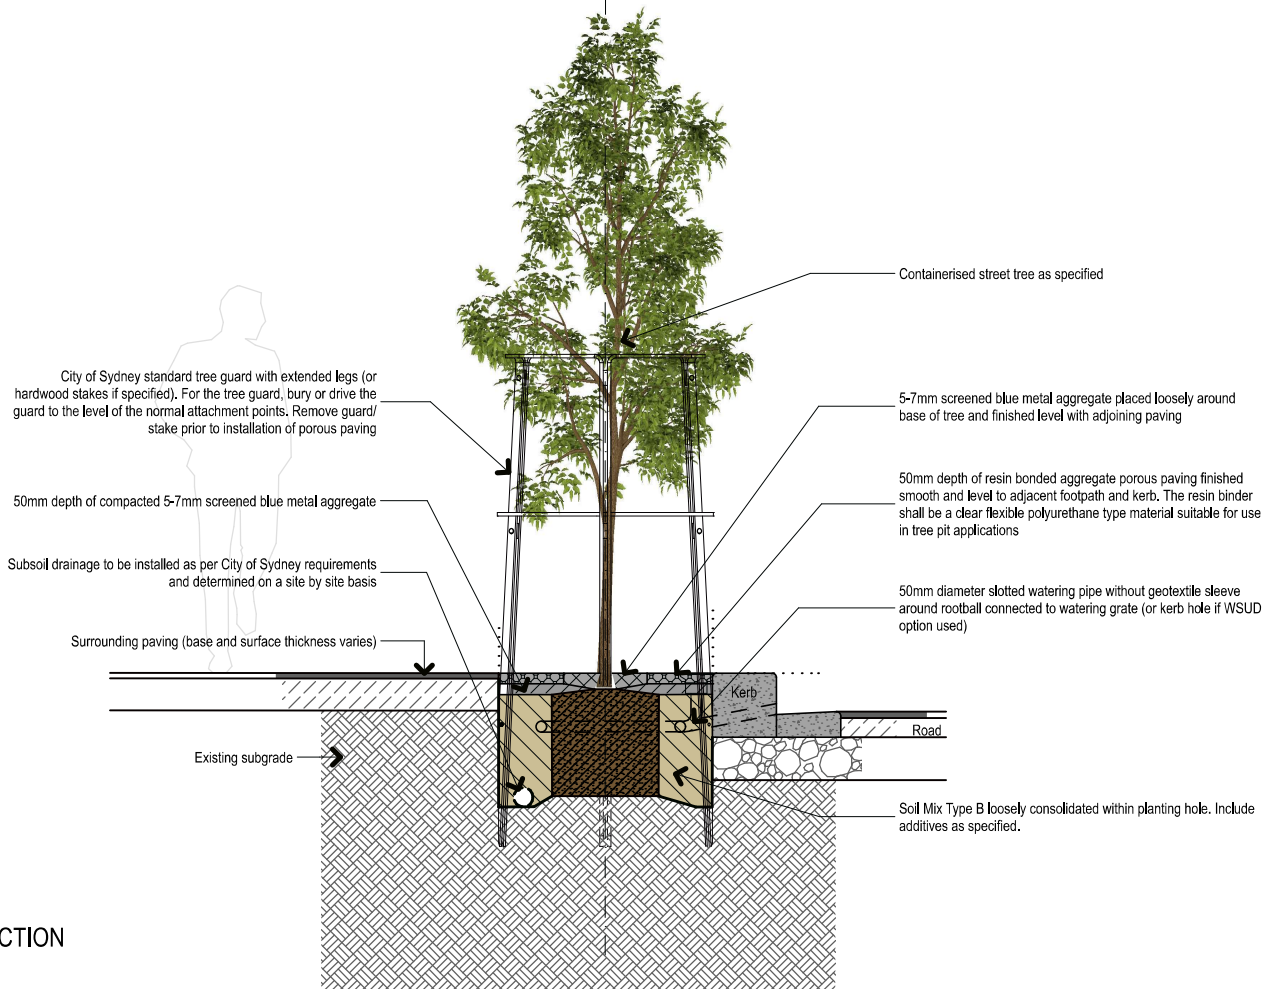 Containerised street tree as specified
City of Sydney standard tree guard with extended legs (or
hardwood stakes if specified). For the tree guard, bury or drive the
guard to the level of the normal attachment points. Remove guard/
stake prior to installation of porous paving
5-7mm screened blue metal aggregate placed loosely around
base of tree and finished level with adjoining paving
50mm depth of compacted 5-7mm screened blue metal aggregate
50mm depth of resin bonded aggregate porous paving finished
smooth and level to adjacent footpath and kerb. The resin binder
shall be a clear flexible polyurethane type material suitable for use
in tree pit applications
Subsoil drainage to be installed as per City of Sydney requirements
and determined on a site by site basis
50mm diameter slotted watering pipe without geotextile sleeve
around rootball connected to watering grate (or kerb hole if WSUD
option used)
Surrounding paving (base and surface thickness varies)
Kerb
Road
Existing subgrade
Soil Mix Type B loosely consolidated within planting hole. Include
additives as specified.
CTION